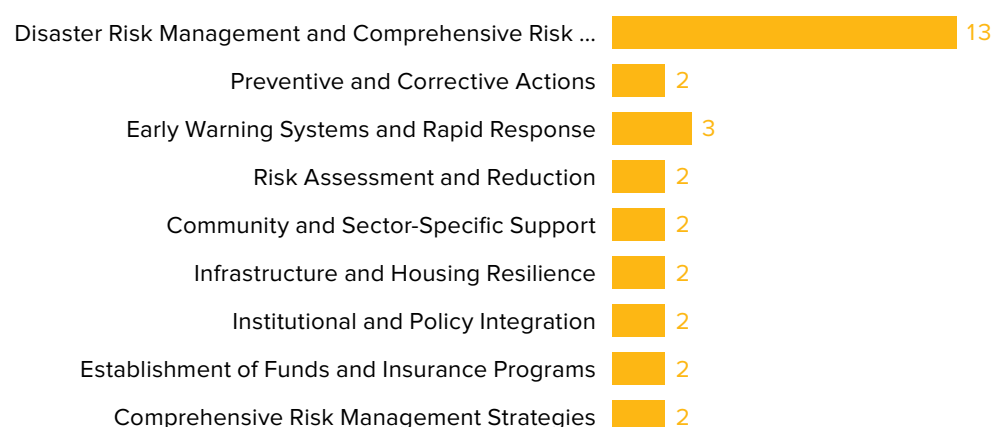 Disaster Risk Management and Comprehensive Risk ... 13
Preventive and Corrective Actions 2
Early Warning Systems and Rapid Response 3
Risk Assessment and Reduction 2
Community and Sector-Specific Support 2
Infrastructure and Housing Resilience 2
Institutional and Policy Integration 2
Establishment of Funds and Insurance Programs 2
Comprehensive Risk Management Strategies 2